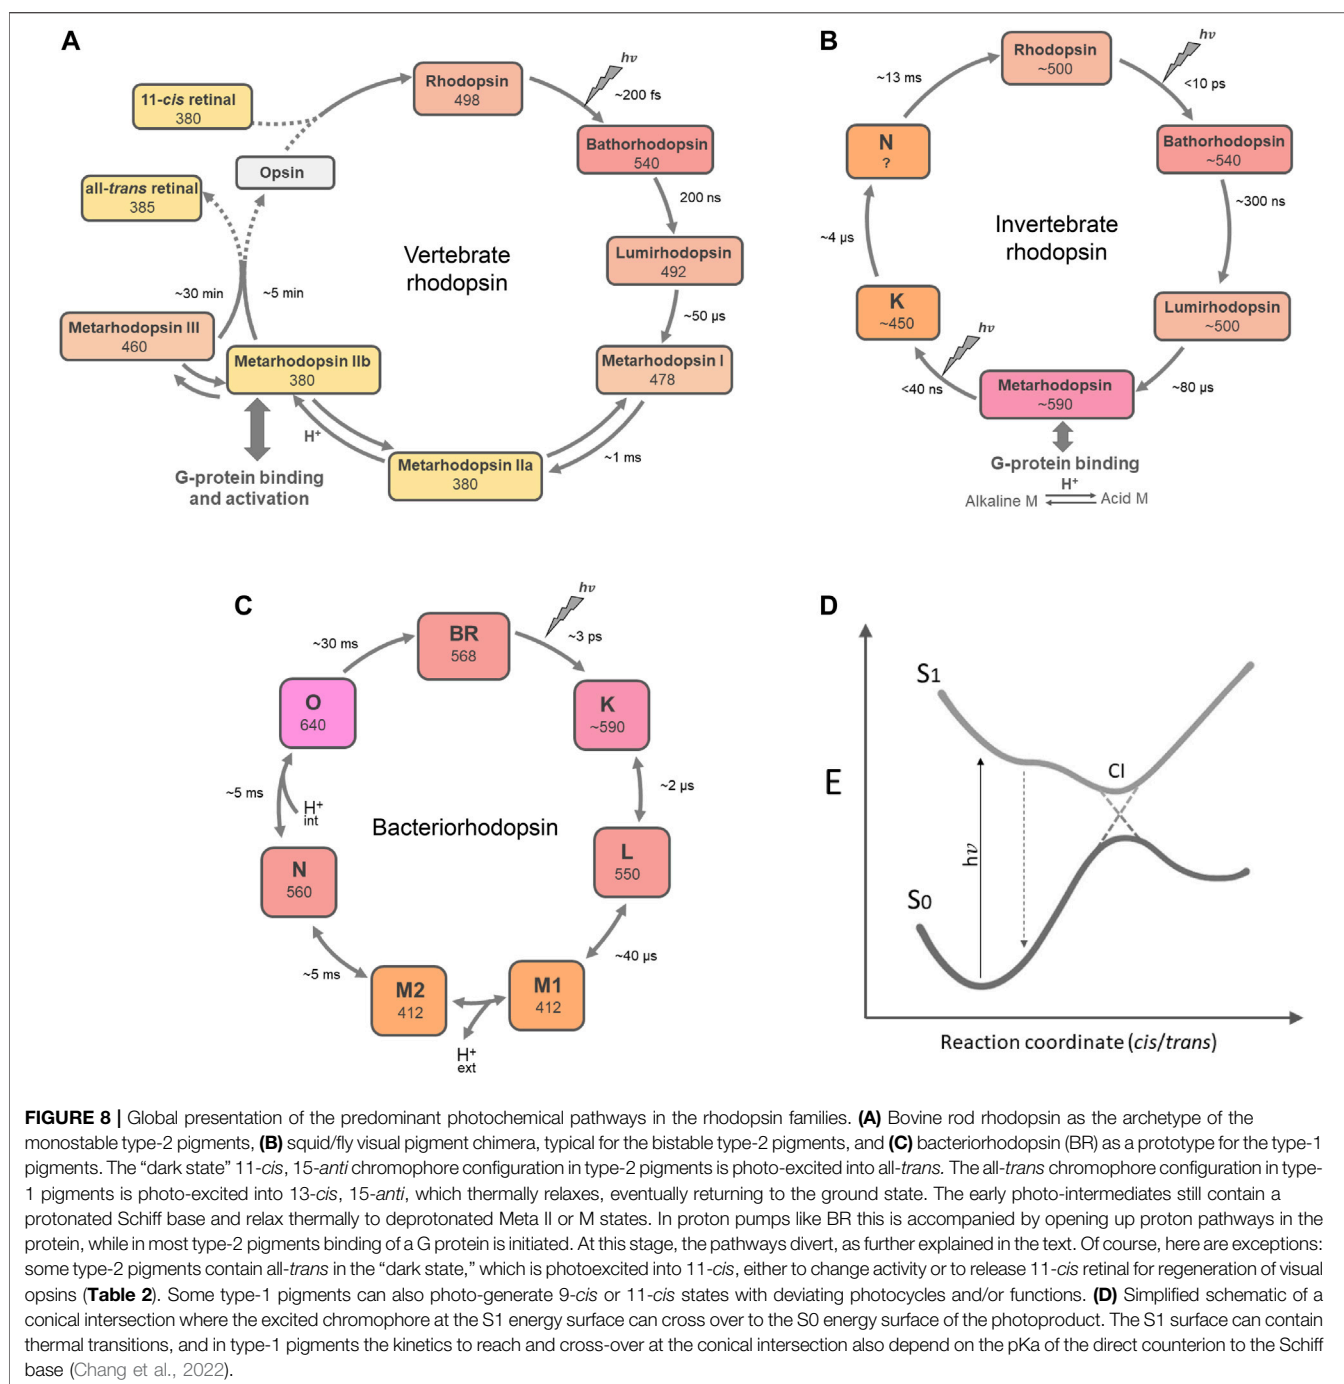 A
hν
~200 fs
Rhodopsin
498
11-cis retinal
380
Opsin
all-trans retinal
385
Bathorhodopsin
540
200 ns
Lumirhodopsin
492
~50 µs
Metarhodopsin I
478
~1 ms
Metarhodopsin IIa
380
H+
Metarhodopsin IIb
380
Metarhodopsin III
460
~30 min
~5 min
G-protein binding
and activation
Vertebrate
rhodopsin
B
hν
<10 ps
Rhodopsin
~500
Bathorhodopsin
~540
~300 ns
Lumirhodopsin
~500
~80 µs
Metarhodopsin
~590
hν
<40 ns
K
~450
~4 µs
N
?
~13 ms
Invertebrate
rhodopsin
G-protein binding
H+
Alkaline M
Acid M
C
hν
~3 ps
BR
568
K
~590
~2 µs
L
550
~40 µs
M1
412
H+
ext
M2
412
~5 ms
N
560
H+
int
~5 ms
O
640
~30 ms
Bacteriorhodopsin
D
S1
CI
E
hν
S0
Reaction coordinate (cis/trans)
FIGURE 8 | Global presentation of the predominant photochemical pathways in the rhodopsin families. (A) Bovine rod rhodopsin as the archetype of the
monostable type-2 pigments, (B) squid/fly visual pigment chimera, typical for the bistable type-2 pigments, and (C) bacteriorhodopsin (BR) as a prototype for the type-1
pigments. The “dark state” 11-cis, 15-anti chromophore configuration in type-2 pigments is photo-excited into all-trans. The all-trans chromophore configuration in type-
1 pigments is photo-excited into 13-cis, 15-anti, which thermally relaxes, eventually returning to the ground state. The early photo-intermediates still contain a
protonated Schiff base and relax thermally to deprotonated Meta II or M states. In proton pumps like BR this is accompanied by opening up proton pathways in the
protein, while in most type-2 pigments binding of a G protein is initiated. At this stage, the pathways divert, as further explained in the text. Of course, here are exceptions:
some type-2 pigments contain all-trans in the “dark state,” which is photoexcited into 11-cis, either to change activity or to release 11-cis retinal for regeneration of visual
opsins (Table 2). Some type-1 pigments can also photo-generate 9-cis or 11-cis states with deviating photocycles and/or functions. (D) Simplified schematic of a
conical intersection where the excited chromophore at the S1 energy surface can cross over to the S0 energy surface of the photoproduct. The S1 surface can contain
thermal transitions, and in type-1 pigments the kinetics to reach and cross-over at the conical intersection also depend on the pKa of the direct counterion to the Schiff
base (Chang et al., 2022).